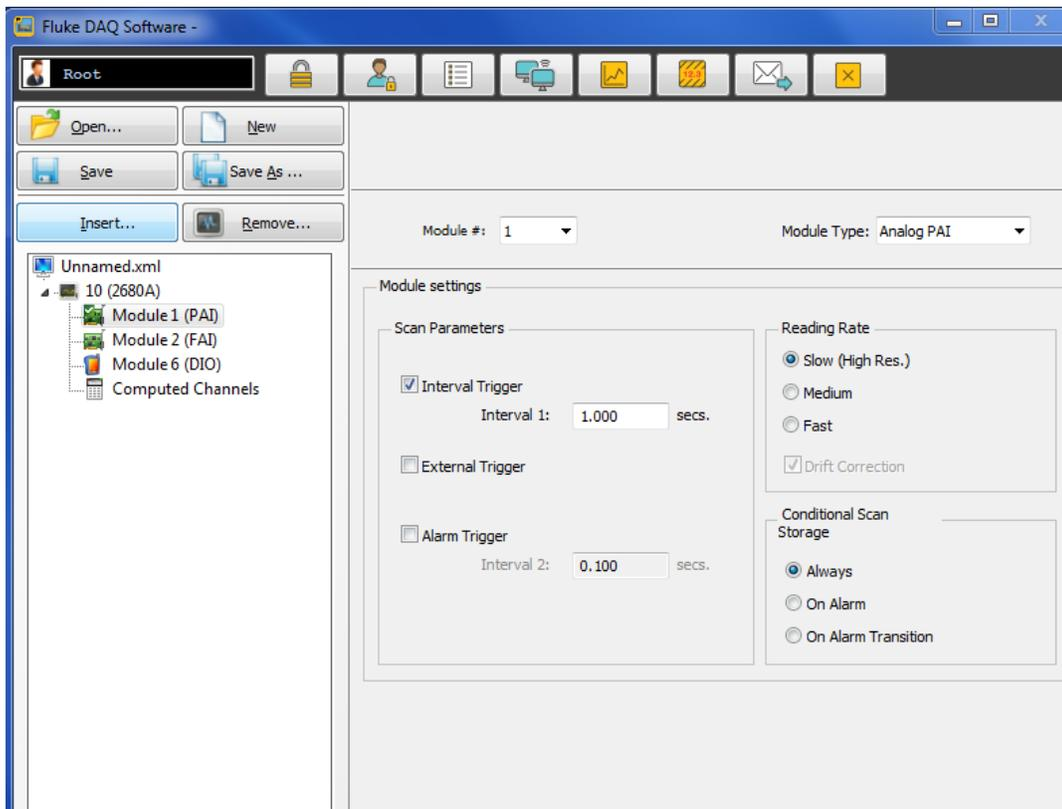 Fluke DAQ Software -
Root
12.3
Open...
New
Save
Save As ...
Insert...
Remove...
Unnamed.xml
10 (2680A)
Module 1 (PAI)
Module 2 (FAI)
Module 6 (DIO)
Computed Channels
Module #: 1
Module Type: Analog PAI
Module settings
Scan Parameters
Interval Trigger
Interval 1: 1.000 secs.
External Trigger
Alarm Trigger
Interval 2: 0.100 secs.
Reading Rate
Slow (High Res.)
Medium
Fast
Drift Correction
Conditional Scan
Storage
Always
On Alarm
On Alarm Transition